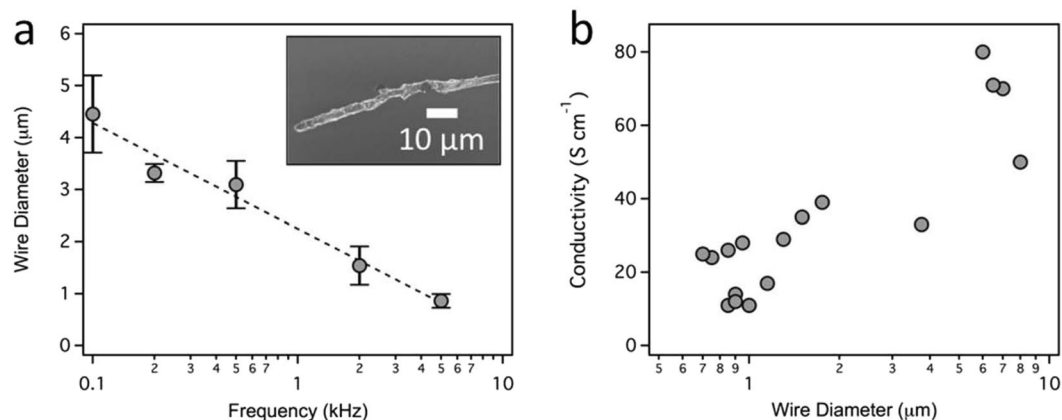 a
6
5
4
3
2
1
0
Wire Diameter (μm)
10 μm
0.1 2 3 4 5 6 7 1 2 3 4 5 6 7 10
Frequency (kHz)
b
80
60
40
20
0
Conductivity (S cm⁻¹)
5 6 7 8 9 1 2 3 4 5 6 7 8 9 10
Wire Diameter (μm)